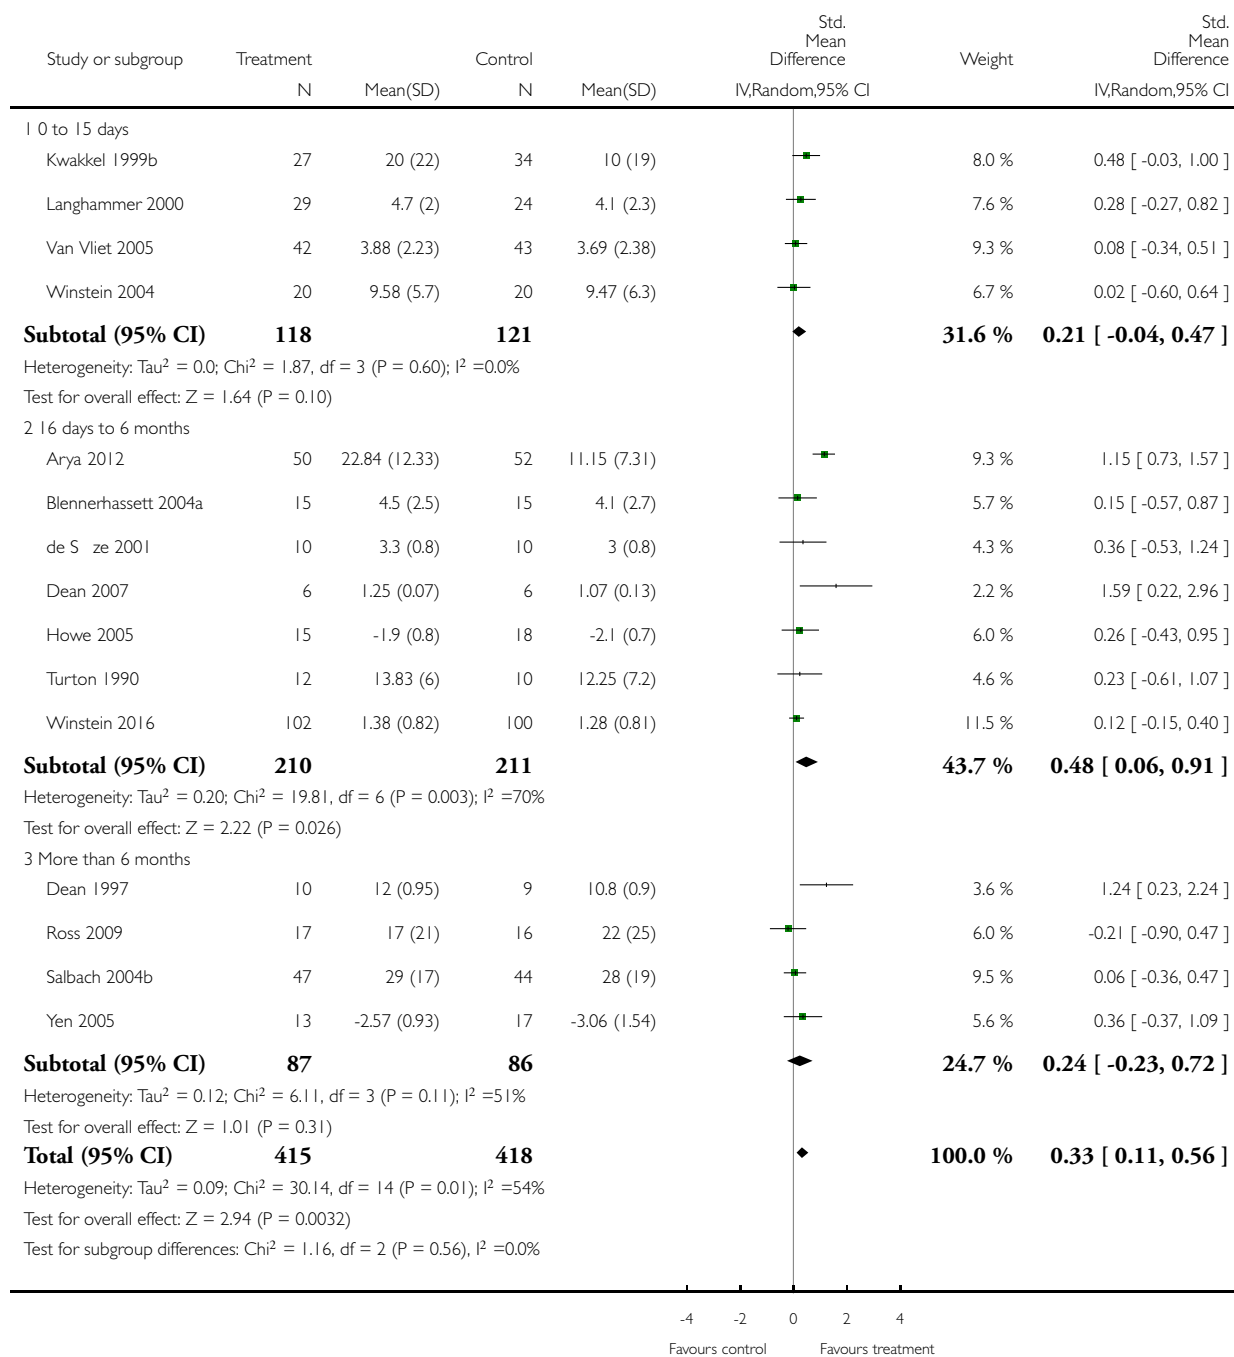 Std. Mean Difference Std. Mean Difference
Study or subgroup Treatment Control Weight
N Mean(SD) N Mean(SD) IV,Random,95% CI IV,Random,95% CI
1 0 to 15 days
Kwakkel 1999b 27 20 (22) 34 10 (19) 8.0 % 0.48 [ -0.03, 1.00 ]
Langhammer 2000 29 4.7 (2) 24 4.1 (2.3) 7.6 % 0.28 [ -0.27, 0.82 ]
Van Vliet 2005 42 3.88 (2.23) 43 3.69 (2.38) 9.3 % 0.08 [ -0.34, 0.51 ]
Winstein 2004 20 9.58 (5.7) 20 9.47 (6.3) 6.7 % 0.02 [ -0.60, 0.64 ]
Subtotal (95% CI) 118 121 31.6 % 0.21 [ -0.04, 0.47 ]
Heterogeneity: Tau² = 0.0; Chi² = 1.87, df = 3 (P = 0.60); I² =0.0%
Test for overall effect: Z = 1.64 (P = 0.10)
2 16 days to 6 months
Arya 2012 50 22.84 (12.33) 52 11.15 (7.31) 9.3 % 1.15 [ 0.73, 1.57 ]
Blennerhassett 2004a 15 4.5 (2.5) 15 4.1 (2.7) 5.7 % 0.15 [ -0.57, 0.87 ]
de S ze 2001 10 3.3 (0.8) 10 3 (0.8) 4.3 % 0.36 [ -0.53, 1.24 ]
Dean 2007 6 1.25 (0.07) 6 1.07 (0.13) 2.2 % 1.59 [ 0.22, 2.96 ]
Howe 2005 15 -1.9 (0.8) 18 -2.1 (0.7) 6.0 % 0.26 [ -0.43, 0.95 ]
Turton 1990 12 13.83 (6) 10 12.25 (7.2) 4.6 % 0.23 [ -0.61, 1.07 ]
Winstein 2016 102 1.38 (0.82) 100 1.28 (0.81) 11.5 % 0.12 [ -0.15, 0.40 ]
Subtotal (95% CI) 210 211 43.7 % 0.48 [ 0.06, 0.91 ]
Heterogeneity: Tau² = 0.20; Chi² = 19.81, df = 6 (P = 0.003); I² =70%
Test for overall effect: Z = 2.22 (P = 0.026)
3 More than 6 months
Dean 1997 10 12 (0.95) 9 10.8 (0.9) 3.6 % 1.24 [ 0.23, 2.24 ]
Ross 2009 17 17 (21) 16 22 (25) 6.0 % -0.21 [ -0.90, 0.47 ]
Salbach 2004b 47 29 (17) 44 28 (19) 9.5 % 0.06 [ -0.36, 0.47 ]
Yen 2005 13 -2.57 (0.93) 17 -3.06 (1.54) 5.6 % 0.36 [ -0.37, 1.09 ]
Subtotal (95% CI) 87 86 24.7 % 0.24 [ -0.23, 0.72 ]
Heterogeneity: Tau² = 0.12; Chi² = 6.11, df = 3 (P = 0.11); I² =51%
Test for overall effect: Z = 1.01 (P = 0.31)
Total (95% CI) 415 418 100.0 % 0.33 [ 0.11, 0.56 ]
Heterogeneity: Tau² = 0.09; Chi² = 30.14, df = 14 (P = 0.01); I² =54%
Test for overall effect: Z = 2.94 (P = 0.0032)
Test for subgroup differences: Chi² = 1.16, df = 2 (P = 0.56), I² =0.0%
-4 -2 0 2 4
Favours control Favours treatment